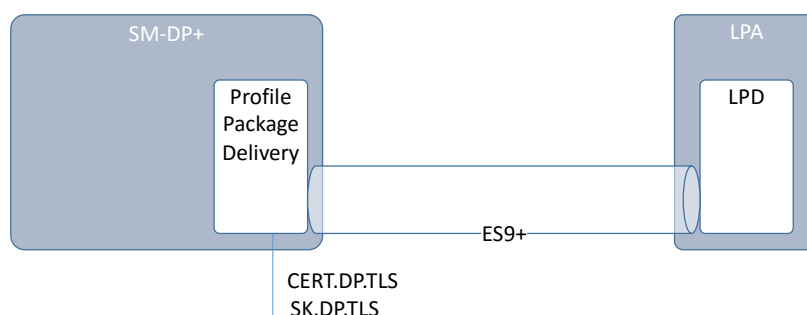 SM-DP+
LPA
Profile
Package
Delivery
LPD
ES9+
CERT.DP.TLS
SK.DP.TLS